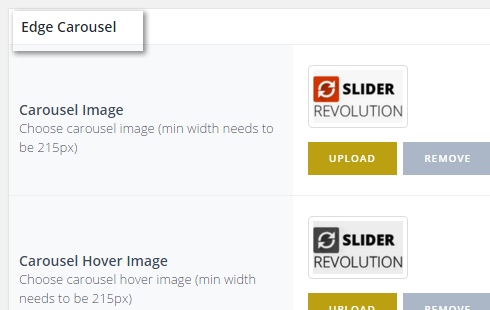 Edge Carousel
Carousel Image
Choose carousel image (min width needs to
be 215px)
SLIDER
REVOLUTION
UPLOAD
REMOVE
Carousel Hover Image
Choose carousel hover image (min width
needs to be 215px)
SLIDER
REVOLUTION
UPLOAD
REMOVE